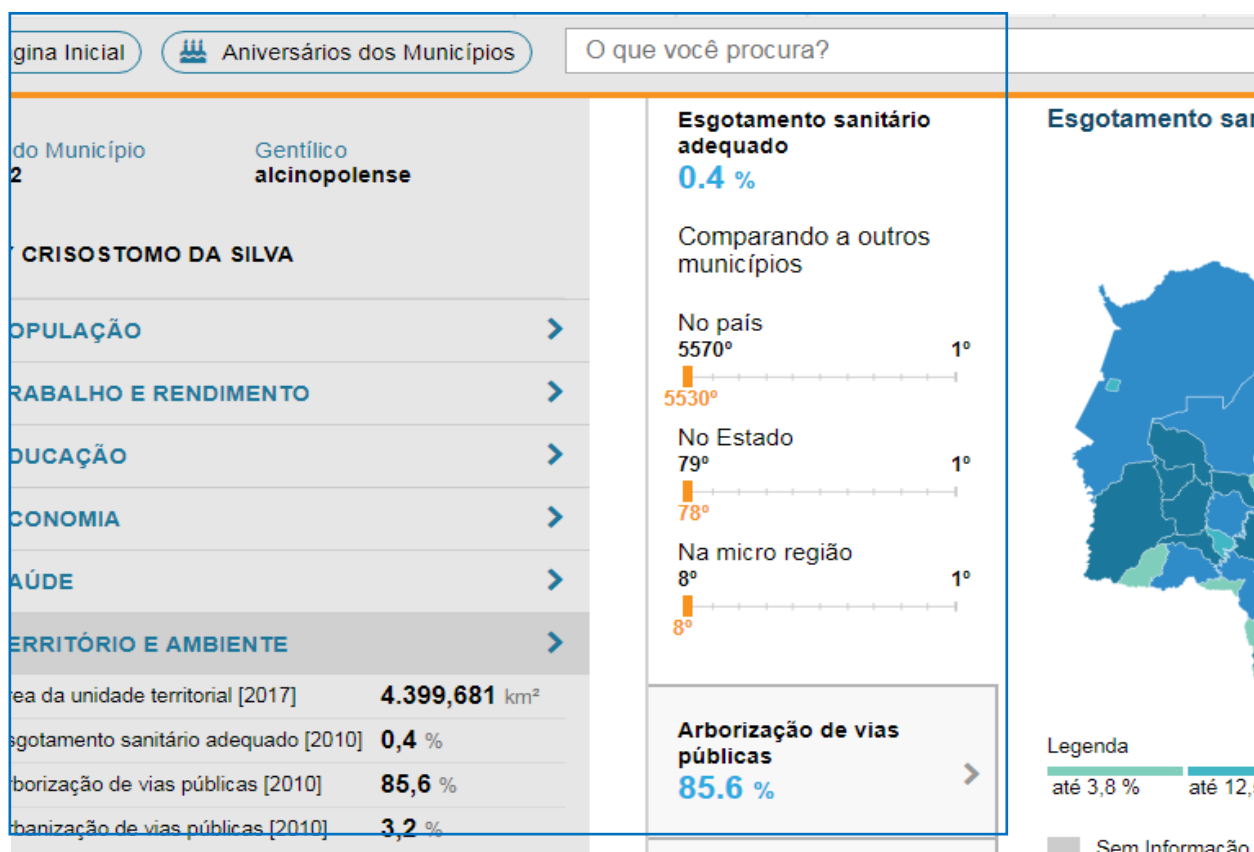 gina Inicial
Aniversários dos Municípios
O que você procura?
do Município
Gentílico
2
alcinopolense
CRISOSTOMO DA SILVA
OPULAÇÃO
RABALHO E RENDIMENTO
DUCAÇÃO
CONOMIA
AÚDE
ERRITÓRIO E AMBIENTE
rea da unidade territorial [2017] 4.399,681 km²
sgotamento sanitário adequado [2010] 0,4 %
rborização de vias públicas [2010] 85,6 %
rbanização de vias públicas [2010] 3,2 %
Esgotamento sanitário
adequado
0.4 %
Comparando a outros
municípios
No país
5570º 1º
5530º
No Estado
79º 1º
78º
Na micro região
8º 1º
8º
Arborização de vias
públicas
85.6 %
Esgotamento sar
Legenda
até 3,8 % até 12,
Sem Informação